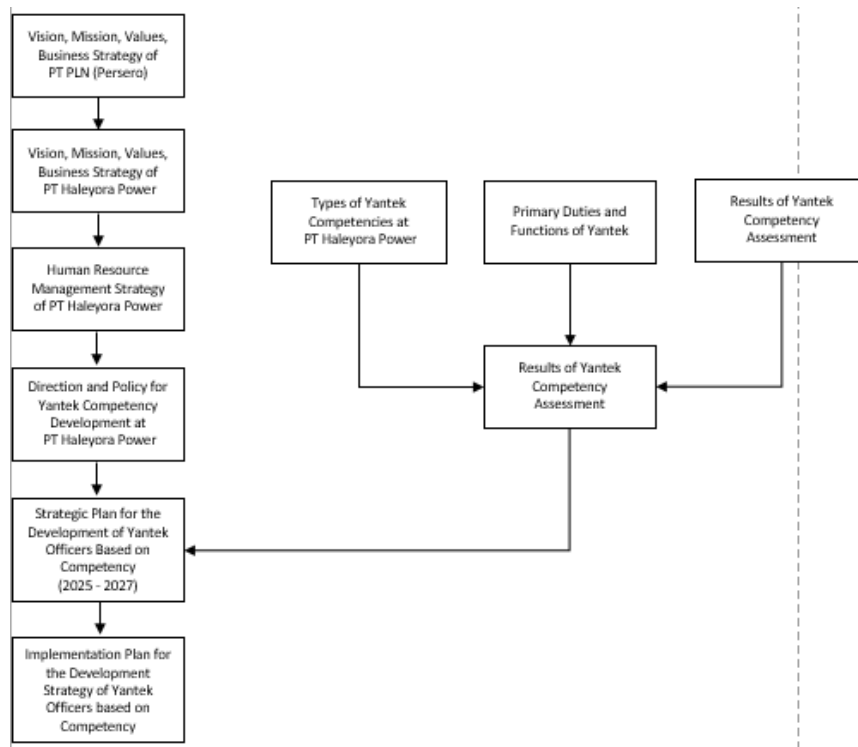 Vision, Mission, Values,
Business Strategy of
PT PLN (Persero)
Vision, Mission, Values,
Business Strategy of
PT Haleyora Power
Types of Yantek
Competencies at
PT Haleyora Power
Primary Duties and
Functions of Yantek
Results of Yantek
Competency
Assessment
Human Resource
Management Strategy
of PT Haleyora Power
Results of Yantek
Competency
Assessment
Direction and Policy for
Yantek Competency
Development at
PT Haleyora Power
Strategic Plan for the
Development of Yantek
Officers Based on
Competency
(2025 - 2027)
Implementation Plan for
the Development
Strategy of Yantek
Officers based on
Competency